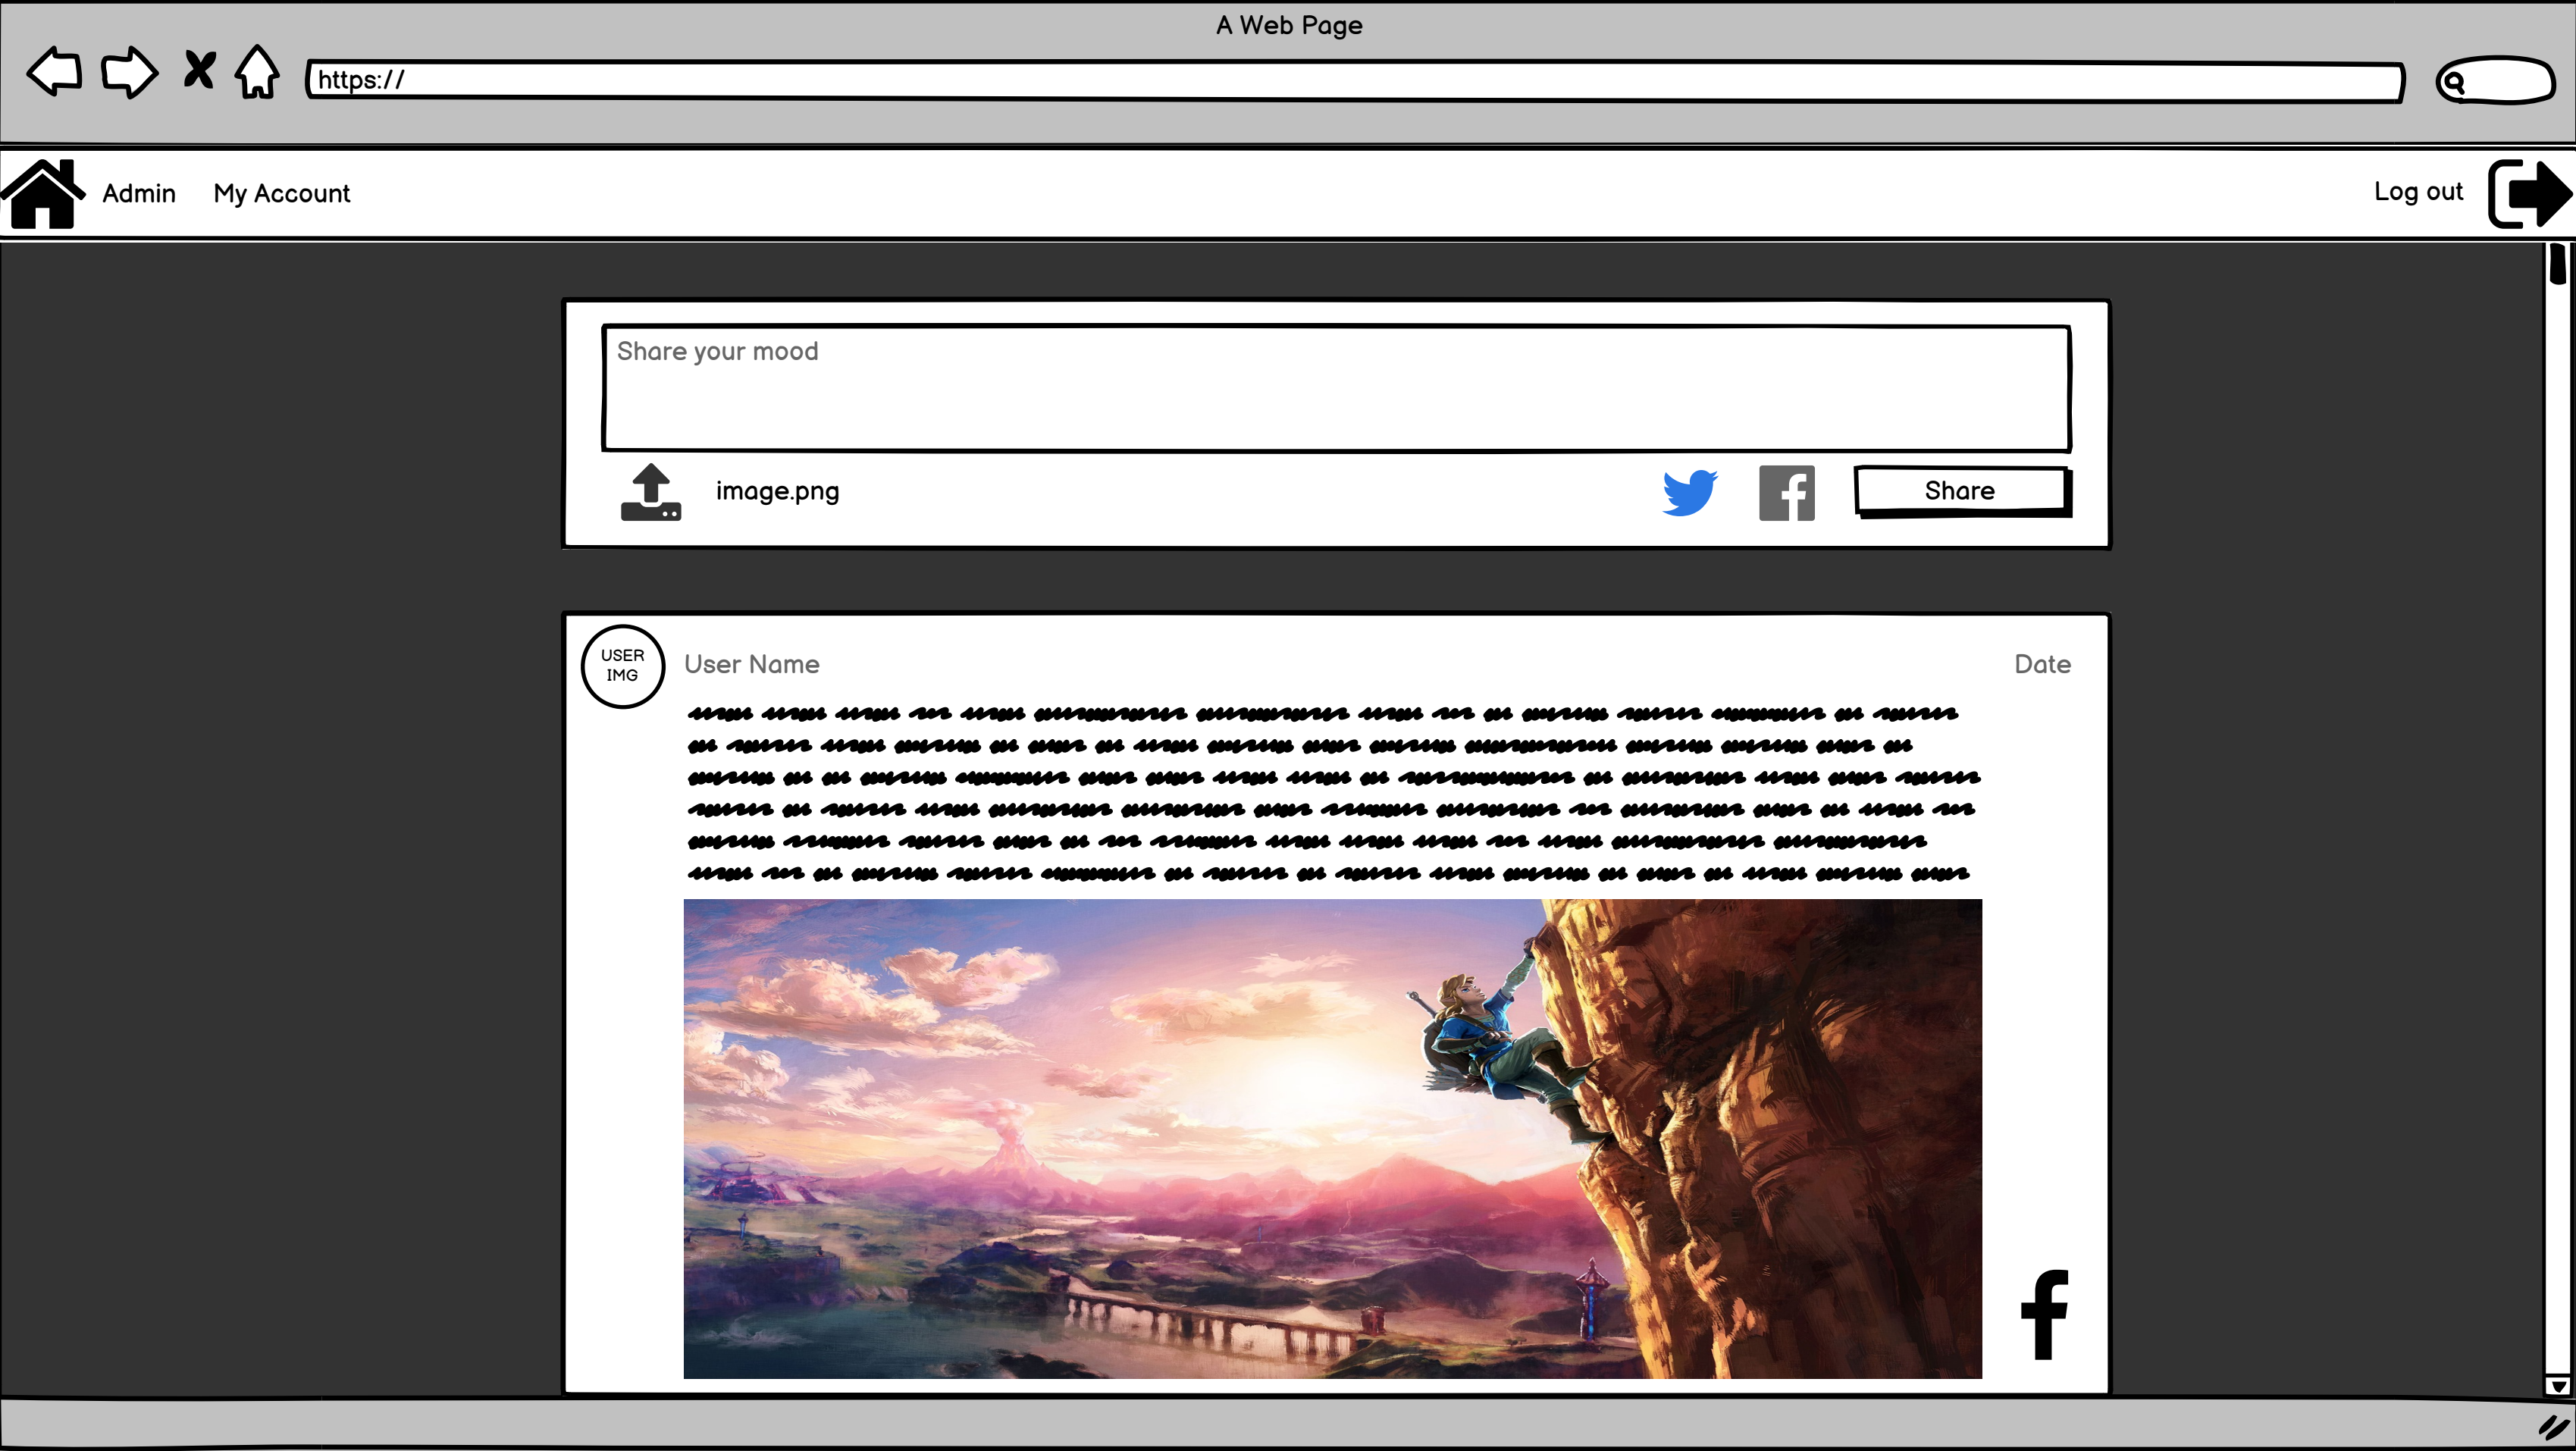 A Web Page
https://
Admin My Account Log out
Share your mood
image.png Share
USER
IMG
User Name Date